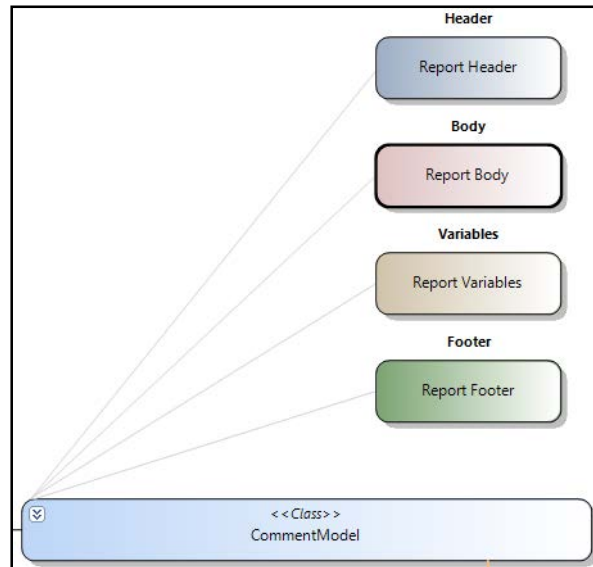 Header
Report Header
Body
Report Body
Variables
Report Variables
Footer
Report Footer
<<Class>>
CommentModel